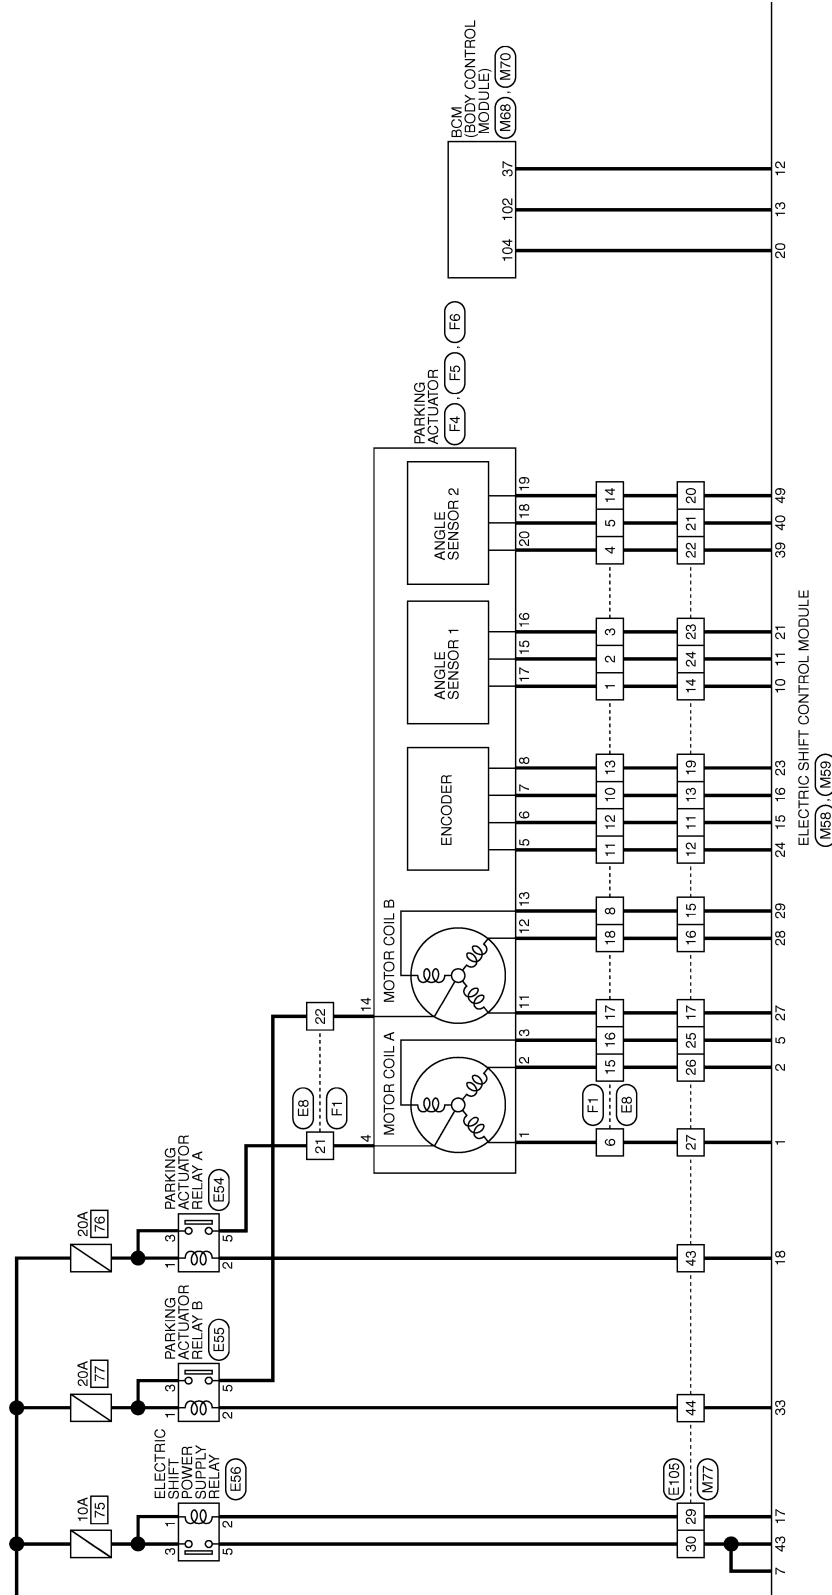 10A
75
20A
77
20A
76
ELECTRIC
SHIFT
POWER
SUPPLY
RELAY
E56
3
1
5
2
PARKING
ACTUATOR
RELAY B
E55
1
3
2
5
PARKING
ACTUATOR
RELAY A
E54
1
3
2
5
21
22
E8
F1
4
14
PARKING
ACTUATOR
F4 , F5 , F6
MOTOR COIL A
MOTOR COIL B
ENCODER
ANGLE
SENSOR 1
ANGLE
SENSOR 2
1
2
3
11
12
13
5
6
7
8
17
15
16
20
18
19
BCM
(BODY CONTROL
MODULE)
M68 , M70
104
102
37
F1
E8
6
15
16
17
18
8
11
12
10
13
1
2
3
4
5
14
E105
M77
30
29
44
43
27
26
25
17
16
15
12
11
13
19
14
24
23
22
21
20
7
43
17
33
18
1
2
5
27
28
29
24
15
16
23
10
11
21
39
40
49
20
13
12
ELECTRIC SHIFT CONTROL MODULE
M58 , M59